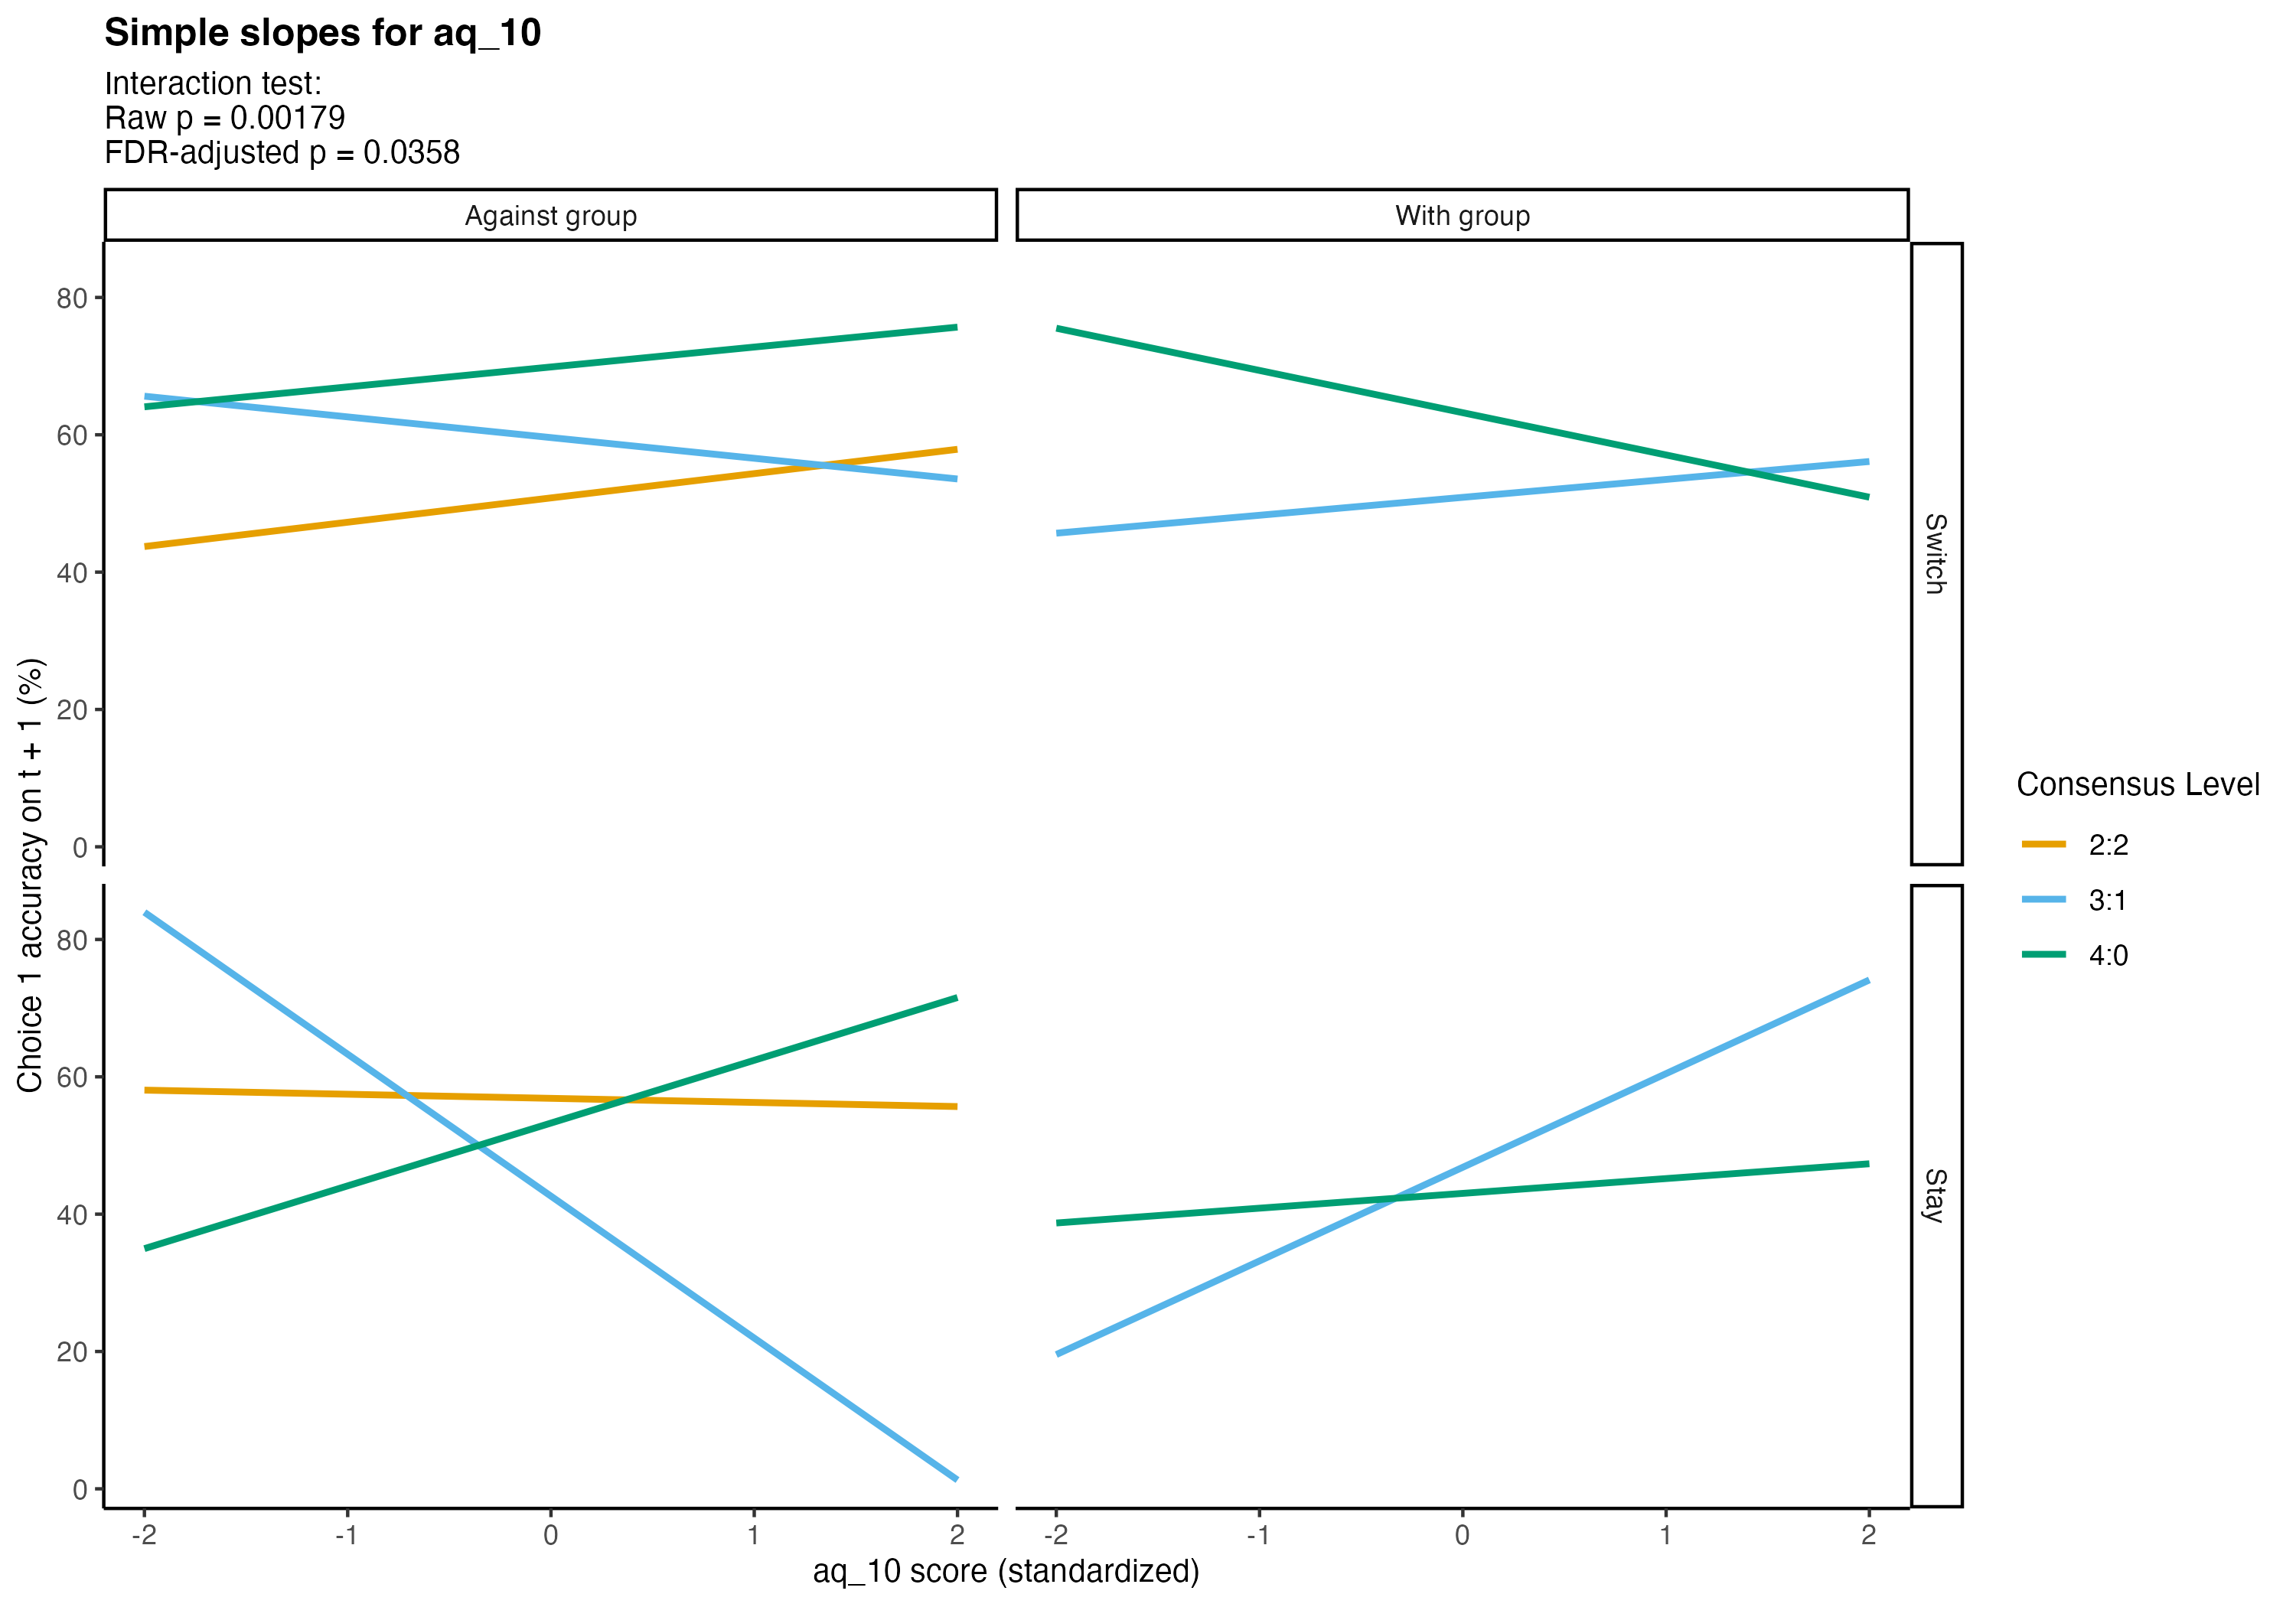 Simple slopes for aq_10
Interaction test:
Raw p = 0.00179
FDR-adjusted p = 0.0358
Against group
With group
80
60
40
20
0
Switch
80
60
40
20
0
Stay
Choice 1 accuracy on t + 1 (%)
-2
-1
0
1
2
-2
-1
0
1
2
aq_10 score (standardized)
Consensus Level
2:2
3:1
4:0